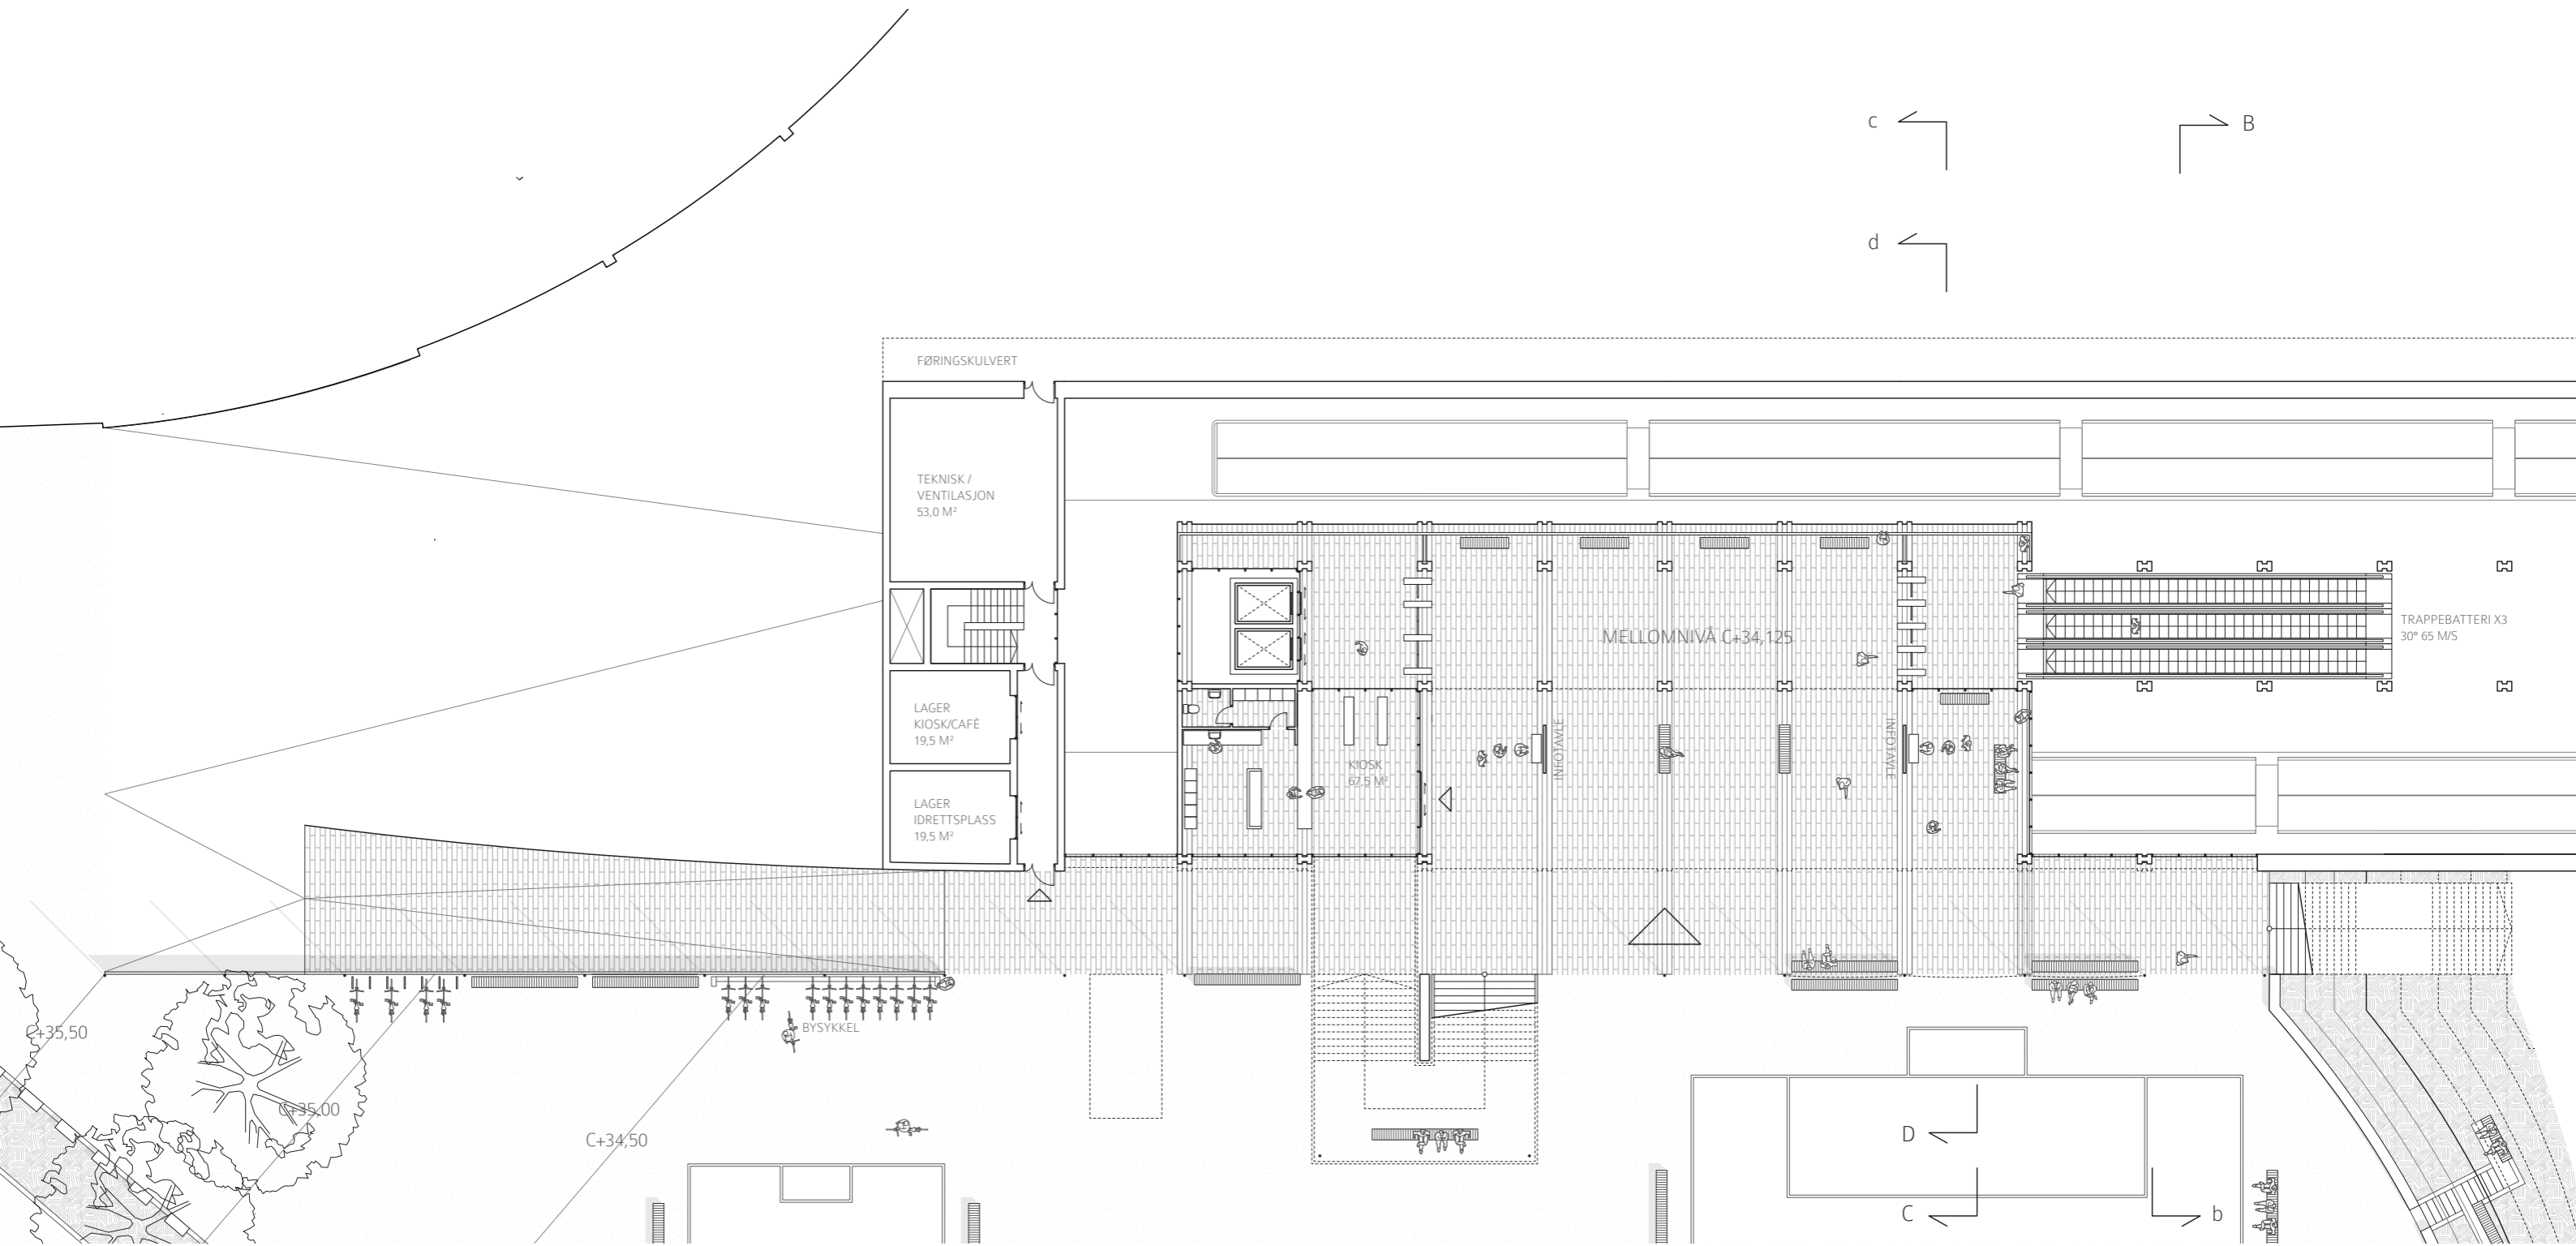 c
B
d
FØRINGSKULVERT
TEKNISK /
VENTILASJON
53,0 M²
TRAPPEBATTERI X3
30° 65 M/S
MELLOMNIVÅ C+34,125
LAGER
KIOSK/CAFÉ
19,5 M²
INFOTAVLE
INFOTAVLE
KIOSK
67,5 M²
LAGER
IDRETTSPLASS
19,5 M²
BYSYKKEL
C+35,50
C+35,00
C+34,50
D
C
b